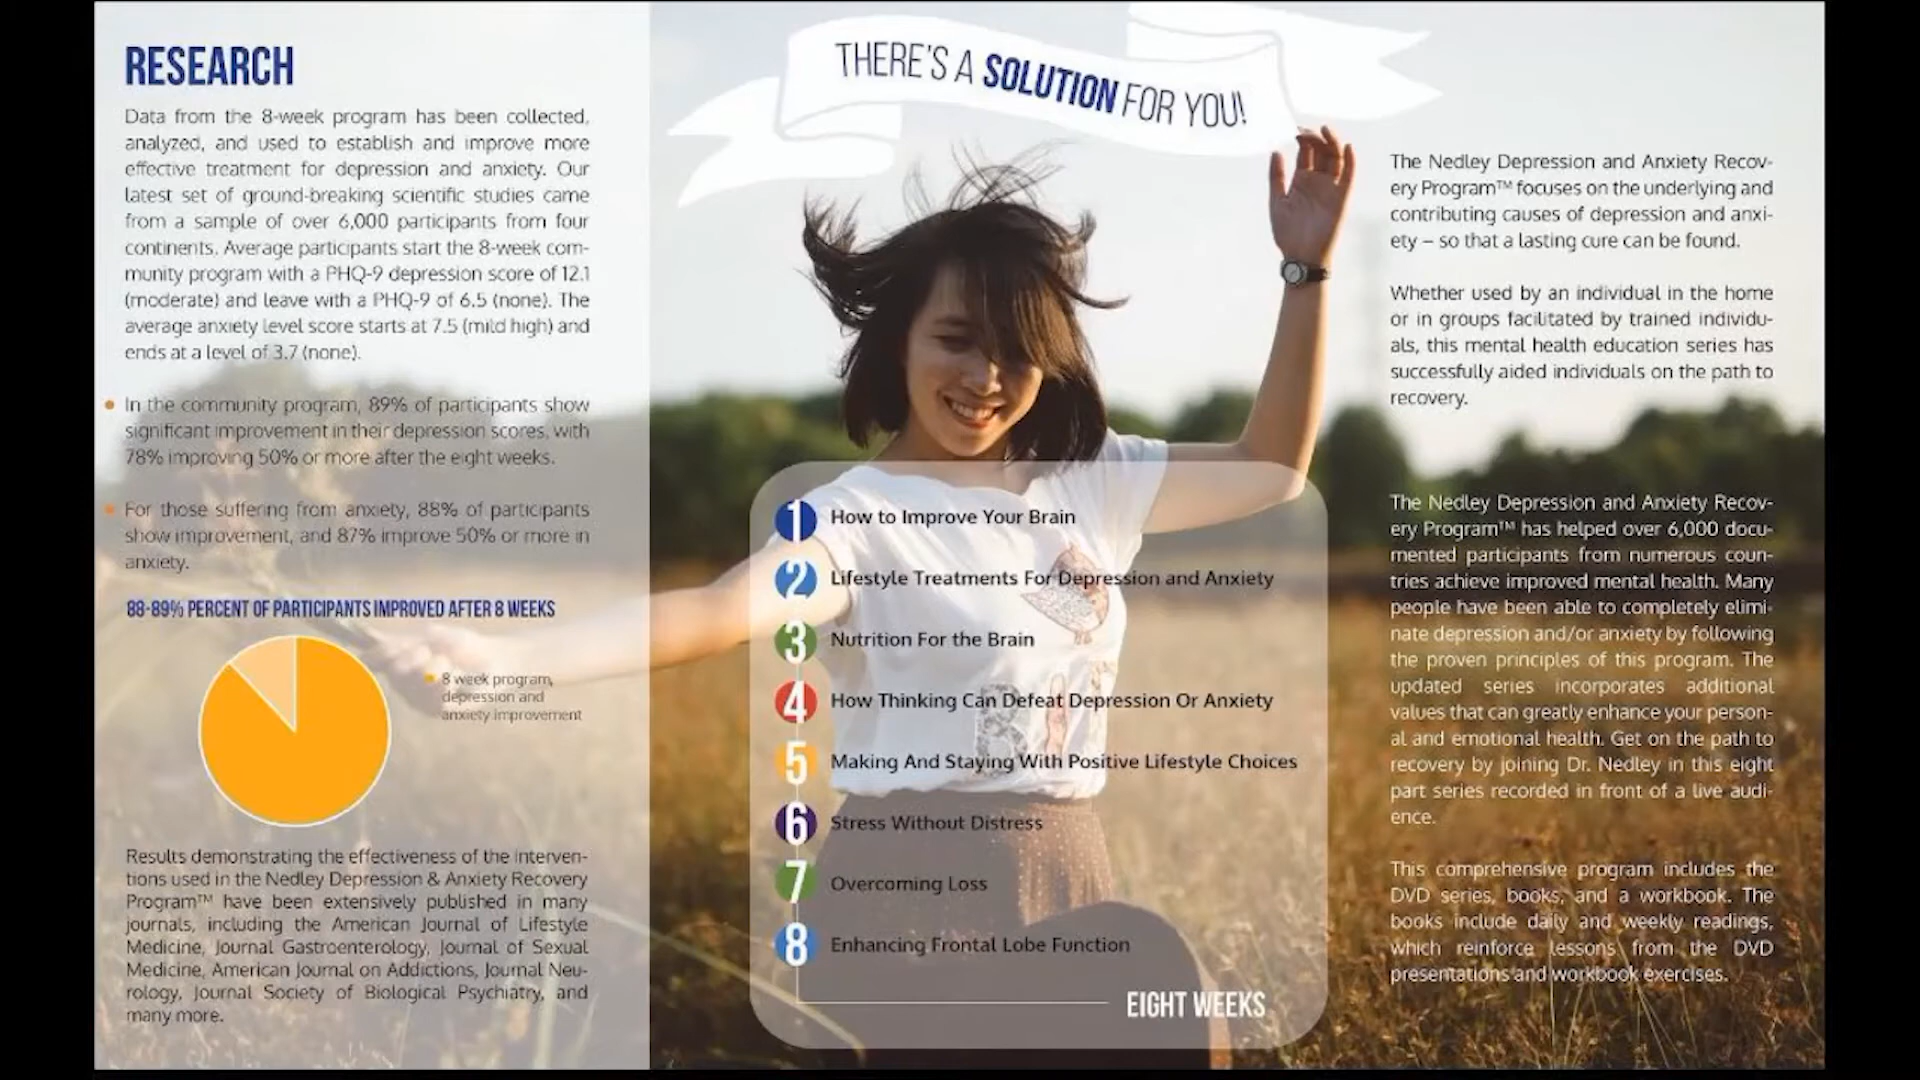 RESEARCH
Data from the 8-week program has been collected,
analyzed, and used to establish and improve more
effective treatment for depression and anxiety. Our
latest set of ground-breaking scientific studies came
from a sample of over 6,000 participants from four
continents. Average participants start the 8-week com-
munity program with a PHQ-9 depression score of 12.1
(moderate) and leave with a PHQ-9 of 6.5 (none). The
average anxiety level score starts at 7.5 (mild high) and
ends at a level of 3.7 (none).
In the community program, 89% of participants show
significant improvement in their depression scores, with
78% improving 50% or more after the eight weeks.
For those suffering from anxiety, 88% of participants
show improvement, and 87% improve 50% or more in
anxiety.
88-89% PERCENT OF PARTICIPANTS IMPROVED AFTER 8 WEEKS
8 week program,
depression and
anxiety improvement
Results demonstrating the effectiveness of the interven-
tions used in the Nedley Depression & Anxiety Recovery
Program™ have been extensively published in many
journals, including the American Journal of Lifestyle
Medicine, Journal Gastroenterology, Journal of Sexual
Medicine, American Journal on Addictions, Journal Neu-
rology, Journal Society of Biological Psychiatry, and
many more.
THERE'S A SOLUTION FOR YOU!
1 How to Improve Your Brain
2 Lifestyle Treatments For Depression and Anxiety
3 Nutrition For the Brain
4 How Thinking Can Defeat Depression Or Anxiety
5 Making And Staying With Positive Lifestyle Choices
6 Stress Without Distress
7 Overcoming Loss
8 Enhancing Frontal Lobe Function
EIGHT WEEKS
The Nedley Depression and Anxiety Recov-
ery Program™ focuses on the underlying and
contributing causes of depression and anxi-
ety – so that a lasting cure can be found.
Whether used by an individual in the home
or in groups facilitated by trained individu-
als, this mental health education series has
successfully aided individuals on the path to
recovery.
The Nedley Depression and Anxiety Recov-
ery Program™ has helped over 6,000 docu-
mented participants from numerous coun-
tries achieve improved mental health. Many
people have been able to completely elimi-
nate depression and/or anxiety by following
the proven principles of this program. The
updated series incorporates additional
values that can greatly enhance your person-
al and emotional health. Get on the path to
recovery by joining Dr. Nedley in this eight
part series recorded in front of a live audi-
ence.
This comprehensive program includes the
DVD series, books, and a workbook. The
books include daily and weekly readings,
which reinforce lessons from the DVD
presentations and workbook exercises.